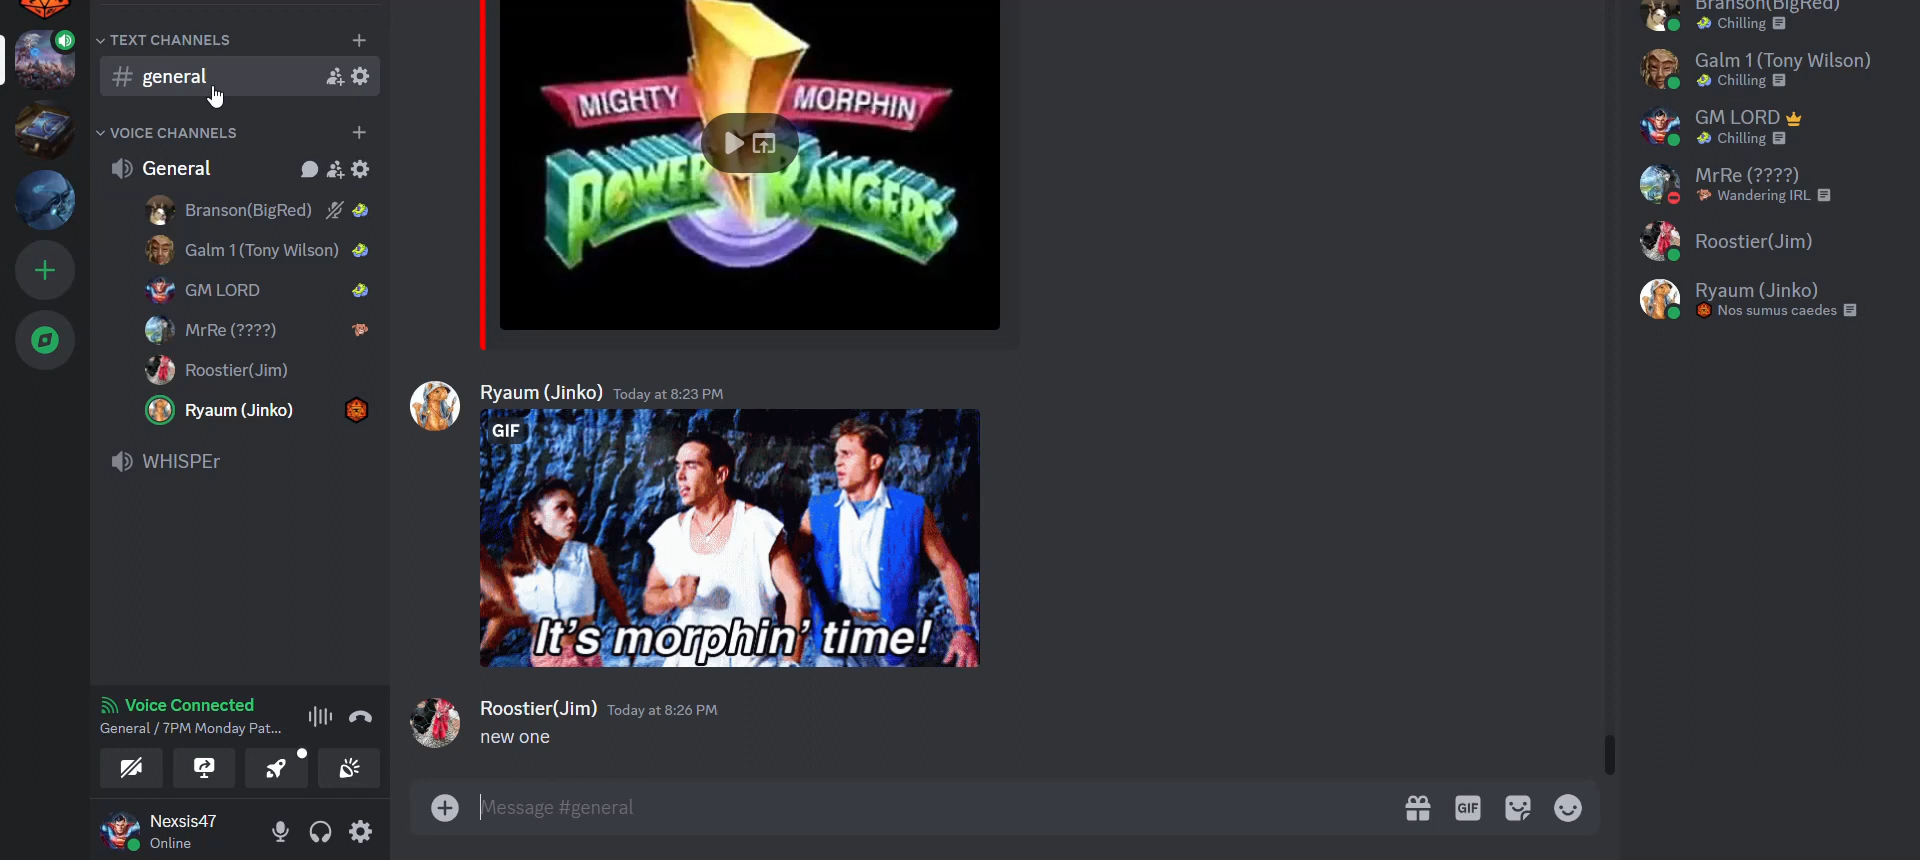 TEXT CHANNELS
general
VOICE CHANNELS
General
Branson(BigRed)
Galm 1 (Tony Wilson)
GM LORD
MrRe (????)
Roostier(Jim)
Ryaum (Jinko)
WHISPEr
Voice Connected
General / 7PM Monday Pat...
Nexsis47
Online
MIGHTY MORPHIN
POWER RANGERS
Ryaum (Jinko) Today at 8:23 PM
GIF
It's morphin' time!
Roostier(Jim) Today at 8:26 PM
new one
Message #general
GIF
Branson(BigRed)
Chilling
Galm 1 (Tony Wilson)
Chilling
GM LORD
Chilling
MrRe (????)
Wandering IRL
Roostier(Jim)
Ryaum (Jinko)
Nos sumus caedes